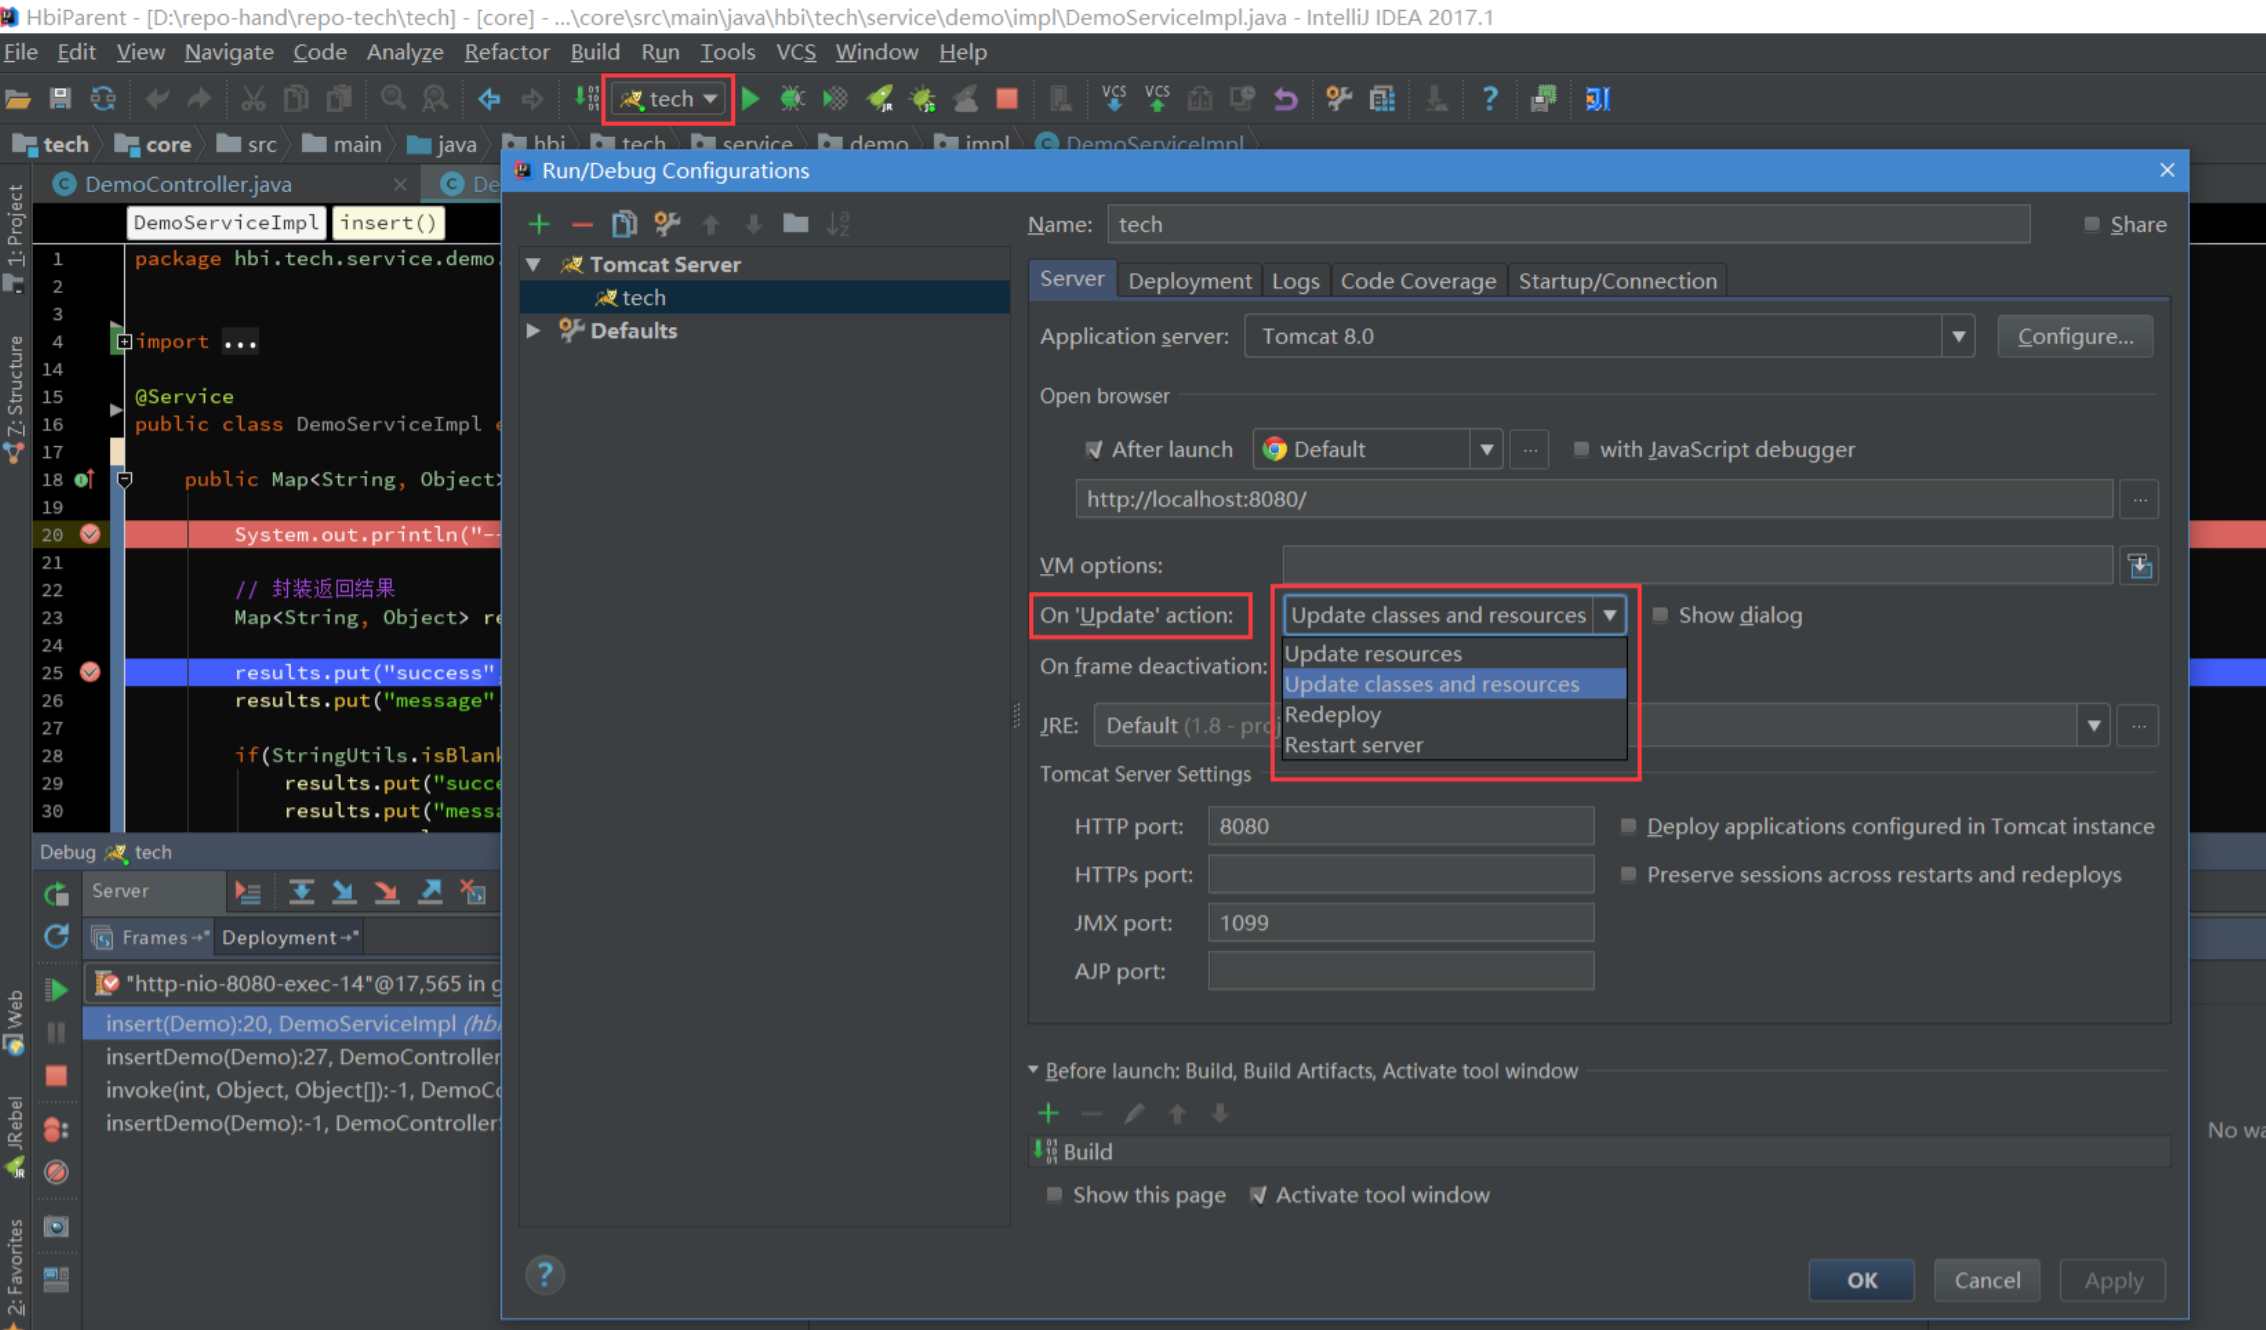 HbiParent - [D:\repo-hand\repo-tech\tech] - [core] - ...\core\src\main\java\hbi\tech\service\demo\impl\DemoServiceImpl.java - IntelliJ IDEA 2017.1
File Edit View Navigate Code Analyze Refactor Build Run Tools VCS Window Help
tech
VCS VCS
tech core src main java hbi tech service demo impl DemoServiceImpl
DemoController.java De
DemoServiceImpl insert()
1: Project
7: Structure
Web
JRebel
2: Favorites
1 package hbi.tech.service.demo.
2
3
4 import ...
14
15 @Service
16 public class DemoServiceImpl e
17
18 public Map<String, Object>
19
20 System.out.println("--
21
22 // 封装返回结果
23 Map<String, Object> re
24
25 results.put("success"
26 results.put("message"
27
28 if(StringUtils.isBlank
29 results.put("succe
30 results.put("messa
Debug tech
Server
Frames Deployment
"http-nio-8080-exec-14"@17,565 in g
insert(Demo):20, DemoServiceImpl (hbi
insertDemo(Demo):27, DemoController
invoke(int, Object, Object[]):-1, DemoCo
insertDemo(Demo):-1, DemoController
Run/Debug Configurations
Tomcat Server
tech
Defaults
Name: tech Share
Server Deployment Logs Code Coverage Startup/Connection
Application server: Tomcat 8.0 Configure...
Open browser
After launch Default ... with JavaScript debugger
http://localhost:8080/ ...
VM options:
On 'Update' action: Update classes and resources Show dialog
On frame deactivation:
Update resources
Update classes and resources
Redeploy
Restart server
JRE: Default (1.8 - proj ...
Tomcat Server Settings
HTTP port: 8080 Deploy applications configured in Tomcat instance
HTTPs port: Preserve sessions across restarts and redeploys
JMX port: 1099
AJP port:
Before launch: Build, Build Artifacts, Activate tool window
Build
Show this page Activate tool window
OK Cancel Apply
No wa